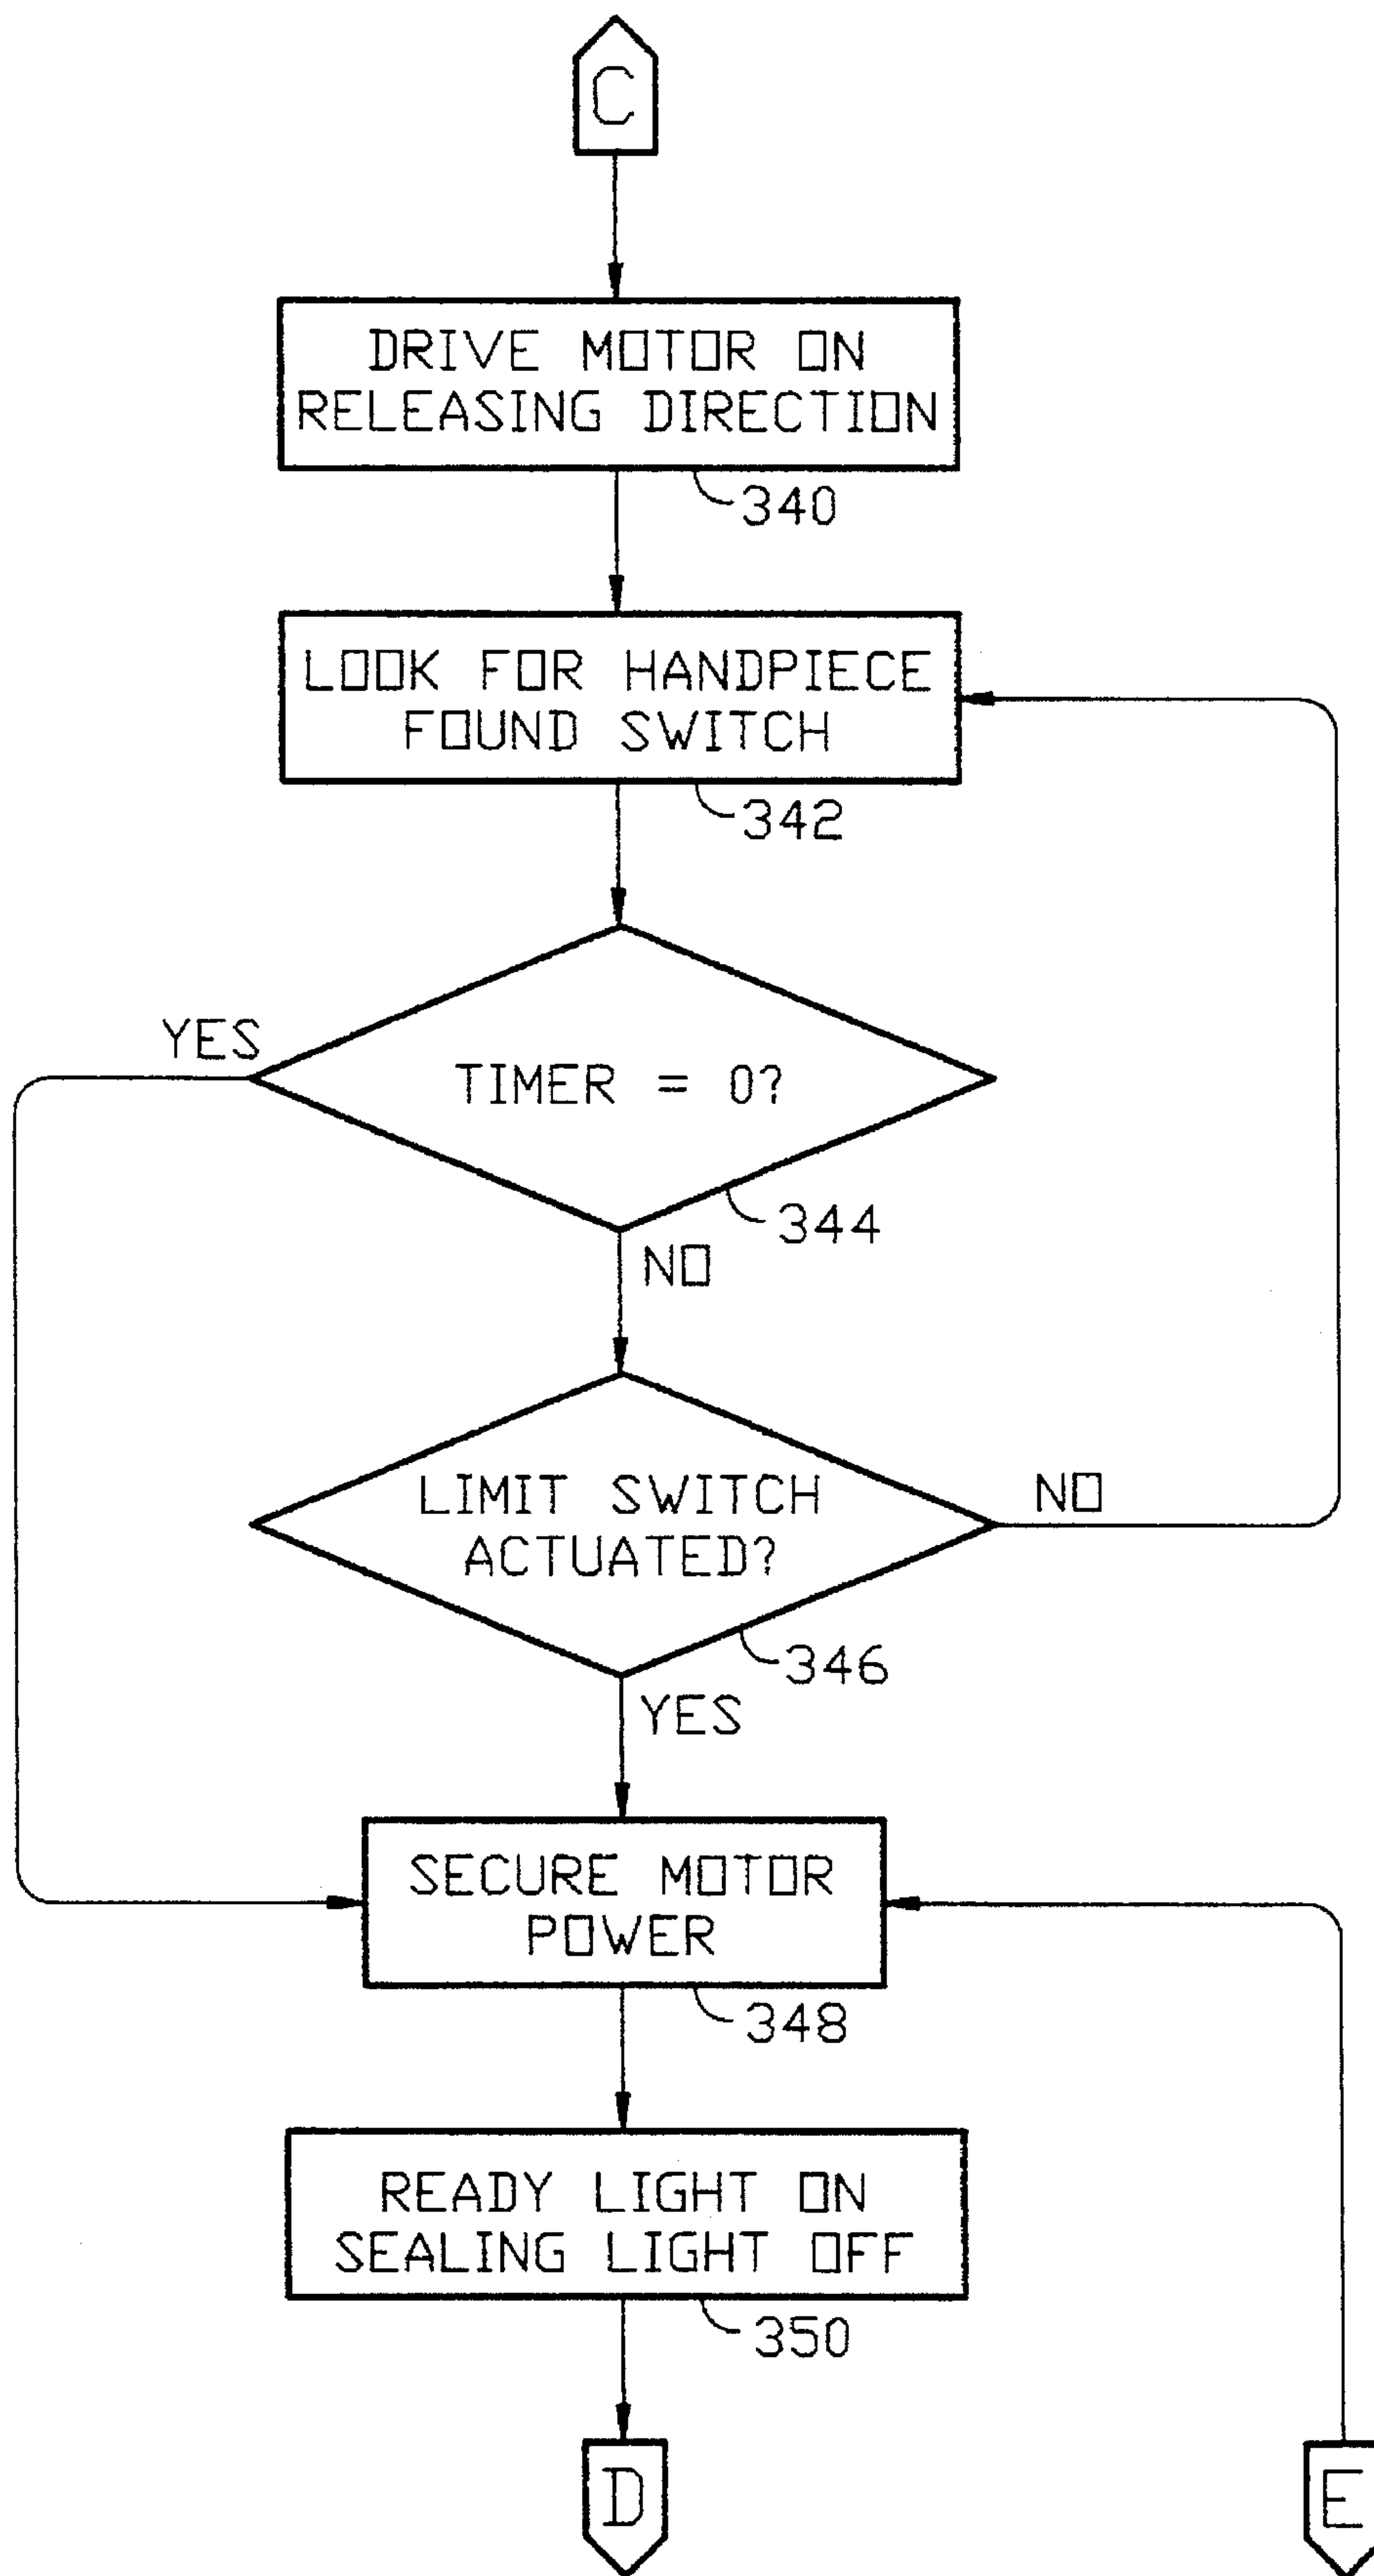 C
DRIVE MOTOR ON
RELEASING DIRECTION
340
LOOK FOR HANDPIECE
FOUND SWITCH
342
YES
TIMER = 0?
344
NO
LIMIT SWITCH
ACTUATED?
NO
346
YES
SECURE MOTOR
POWER
348
READY LIGHT ON
SEALING LIGHT OFF
350
D
E